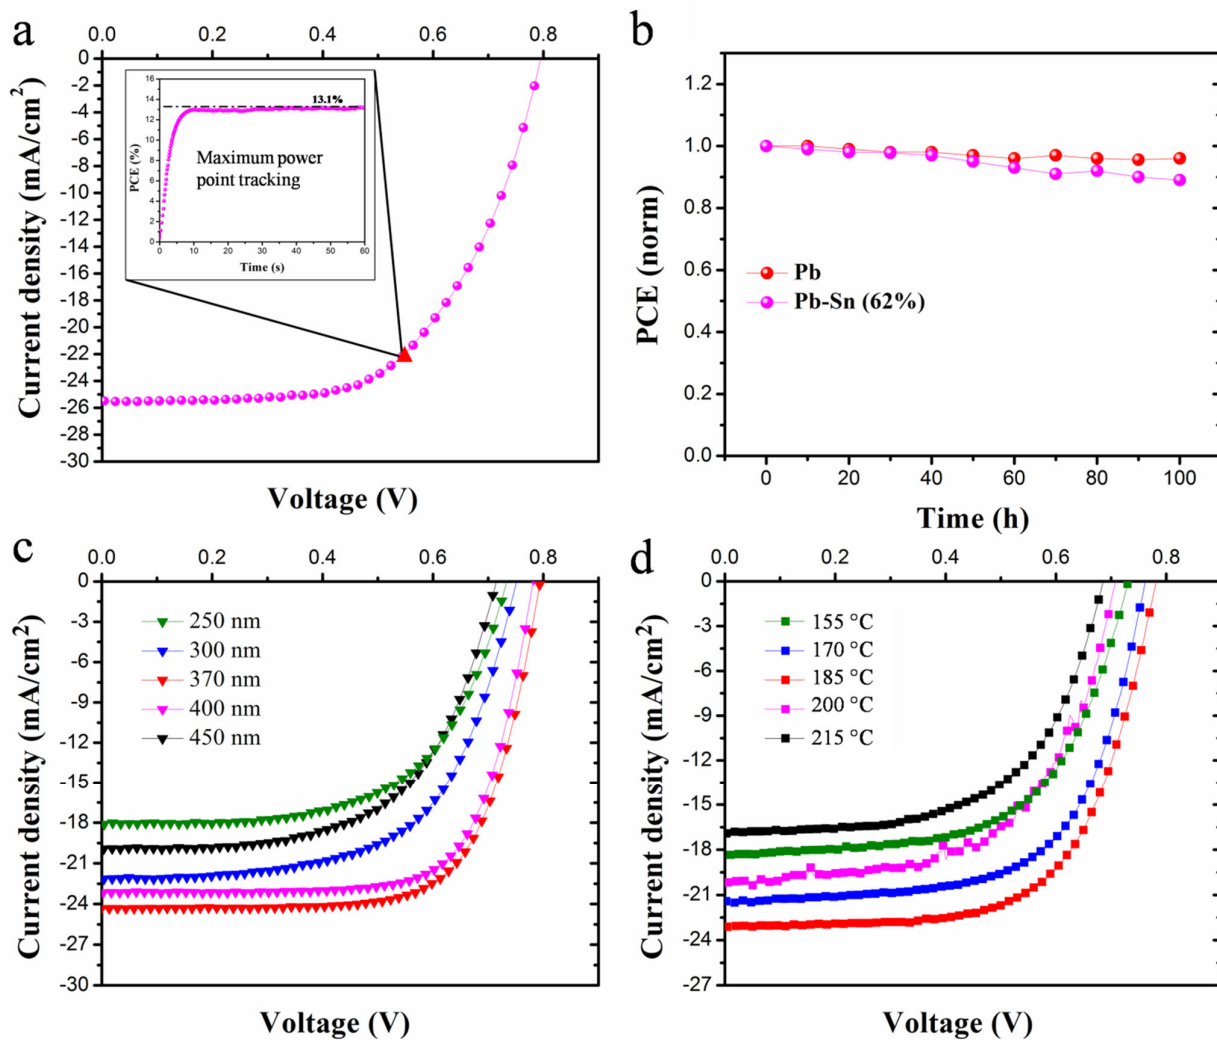 a
0.0 0.2 0.4 0.6 0.8
0
-2
-4
-6
-8
-10
-12
-14
-16
-18
-20
-22
-24
-26
-28
-30
Current density (mA/cm²)
Voltage (V)
16
14
12
10
8
6
4
2
0
PCE (%)
13.1%
Maximum power
point tracking
0 10 20 30 40 50 60
Time (s)
b
1.2
1.0
0.8
0.6
0.4
0.2
0.0
PCE (norm)
Pb
Pb-Sn (62%)
0 20 40 60 80 100
Time (h)
c
0.0 0.2 0.4 0.6 0.8
0
-3
-6
-9
-12
-15
-18
-21
-24
-27
-30
Current density (mA/cm²)
250 nm
300 nm
370 nm
400 nm
450 nm
Voltage (V)
d
0.0 0.2 0.4 0.6 0.8
0
-3
-6
-9
-12
-15
-18
-21
-24
-27
Current density (mA/cm²)
155 °C
170 °C
185 °C
200 °C
215 °C
Voltage (V)